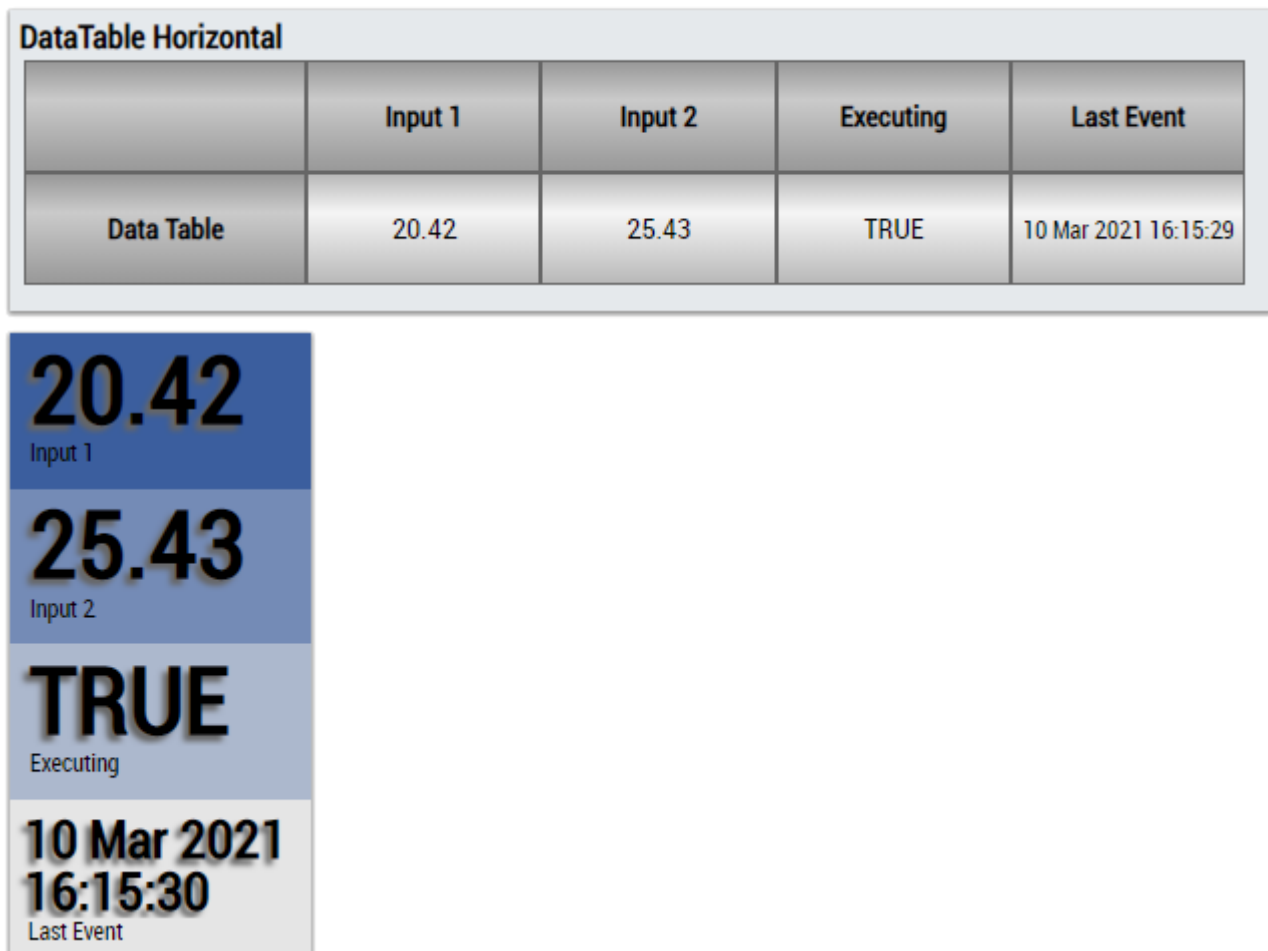 DataTable Horizontal
Input 1 Input 2 Executing Last Event
Data Table 20.42 25.43 TRUE 10 Mar 2021 16:15:29
20.42
Input 1
25.43
Input 2
TRUE
Executing
10 Mar 2021
16:15:30
Last Event